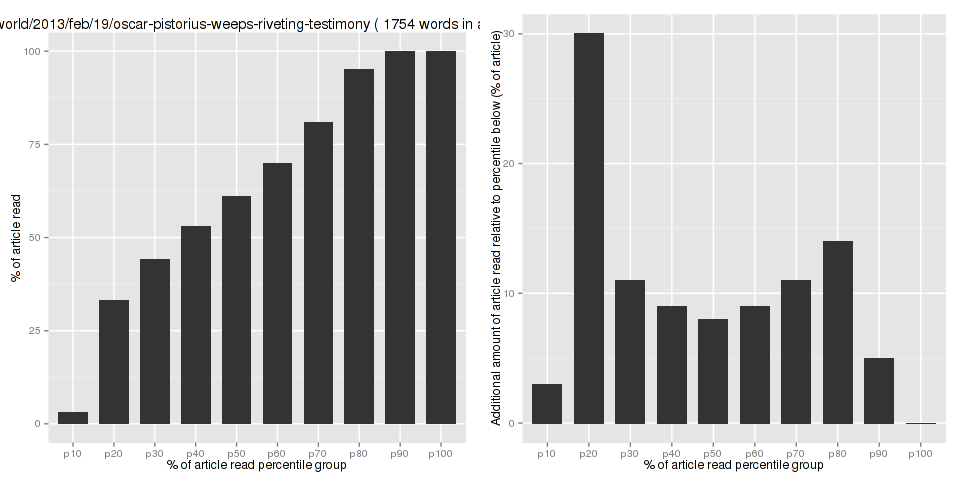 world/2013/feb/19/oscar-pistorius-weeps-riveting-testimony ( 1754 words in
% of article read
100
75
50
25
0
p10 p20 p30 p40 p50 p60 p70 p80 p90 p100
% of article read percentile group
Additional amount of article read relative to percentile below (% of article)
30
20
10
0
p10 p20 p30 p40 p50 p60 p70 p80 p90 p100
% of article read percentile group